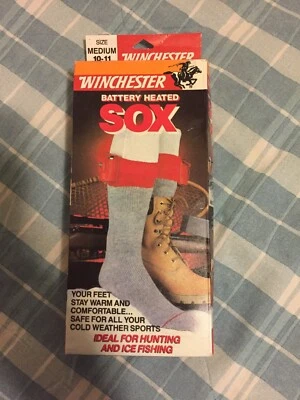 SIZE
MEDIUM
10-11
WINCHESTER
WINCHESTER
BATTERY HEATED
SOX
YOUR FEET
STAY WARM AND
COMFORTABLE...
SAFE FOR ALL YOUR
COLD WEATHER SPORTS
IDEAL FOR HUNTING
AND ICE FISHING